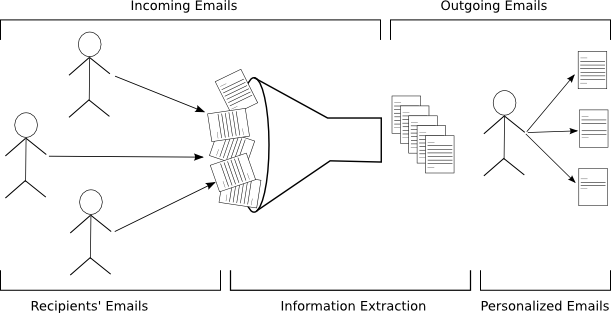 Incoming Emails
Outgoing Emails
Recipients' Emails
Information Extraction
Personalized Emails